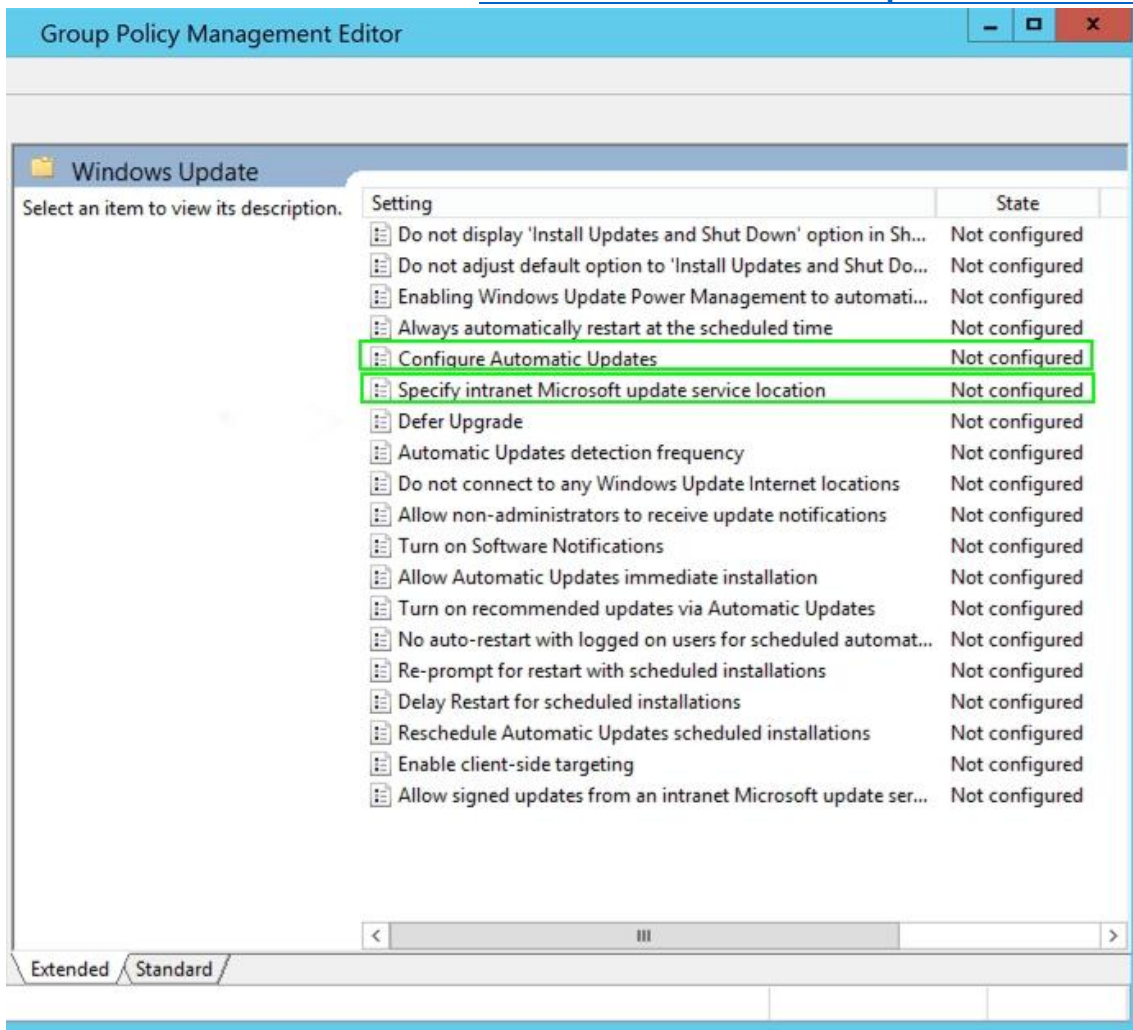 Group Policy Management Editor
Windows Update
Select an item to view its description.
Setting State
Do not display 'Install Updates and Shut Down' option in Sh... Not configured
Do not adjust default option to 'Install Updates and Shut Do... Not configured
Enabling Windows Update Power Management to automati... Not configured
Always automatically restart at the scheduled time Not configured
Configure Automatic Updates Not configured
Specify intranet Microsoft update service location Not configured
Defer Upgrade Not configured
Automatic Updates detection frequency Not configured
Do not connect to any Windows Update Internet locations Not configured
Allow non-administrators to receive update notifications Not configured
Turn on Software Notifications Not configured
Allow Automatic Updates immediate installation Not configured
Turn on recommended updates via Automatic Updates Not configured
No auto-restart with logged on users for scheduled automat... Not configured
Re-prompt for restart with scheduled installations Not configured
Delay Restart for scheduled installations Not configured
Reschedule Automatic Updates scheduled installations Not configured
Enable client-side targeting Not configured
Allow signed updates from an intranet Microsoft update ser... Not configured
Extended Standard